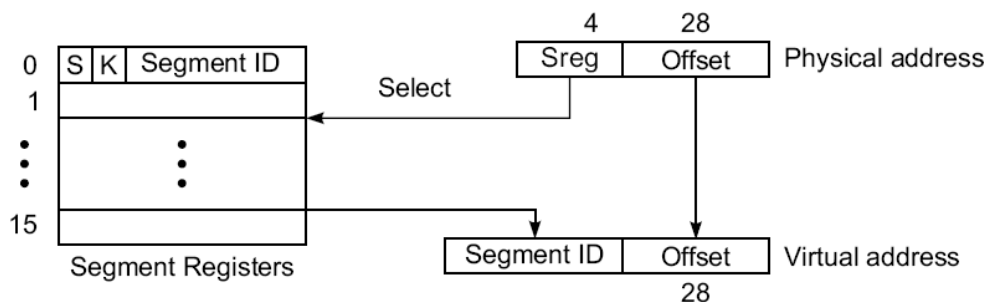 4 28
0 S K Segment ID Sreg Offset Physical address
1 Select
15
Segment ID Offset Virtual address
Segment Registers
28